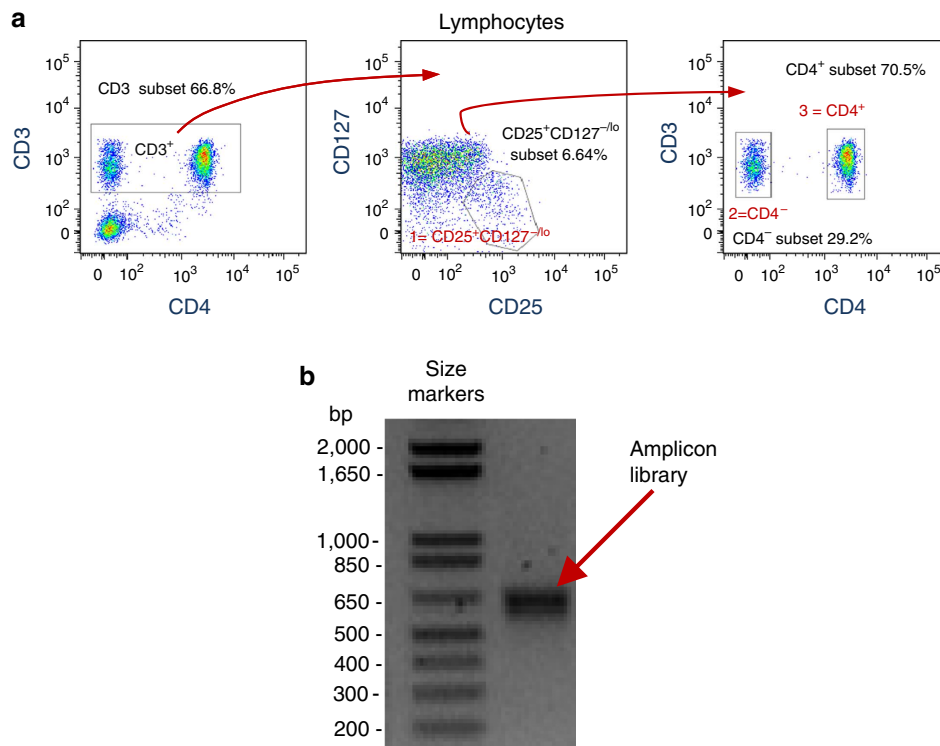 a
Lymphocytes
10⁵
10⁴
10³
10²
0
CD3
CD3 subset 66.8%
CD3⁺
0 10² 10³ 10⁴ 10⁵
CD4
10⁵
10⁴
10³
10²
0
CD127
CD25⁺CD127⁻/ˡᵒ
subset 6.64%
1= CD25⁺CD127⁻/ˡᵒ
0 10² 10³ 10⁴ 10⁵
CD25
10⁵
10⁴
10³
10²
0
CD3
CD4⁺ subset 70.5%
3 = CD4⁺
2=CD4⁻
CD4⁻ subset 29.2%
0 10² 10³ 10⁴ 10⁵
CD4
b
Size
markers
bp
2,000 -
1,650 -
1,000 -
850 -
650 -
500 -
400 -
300 -
200 -
Amplicon
library